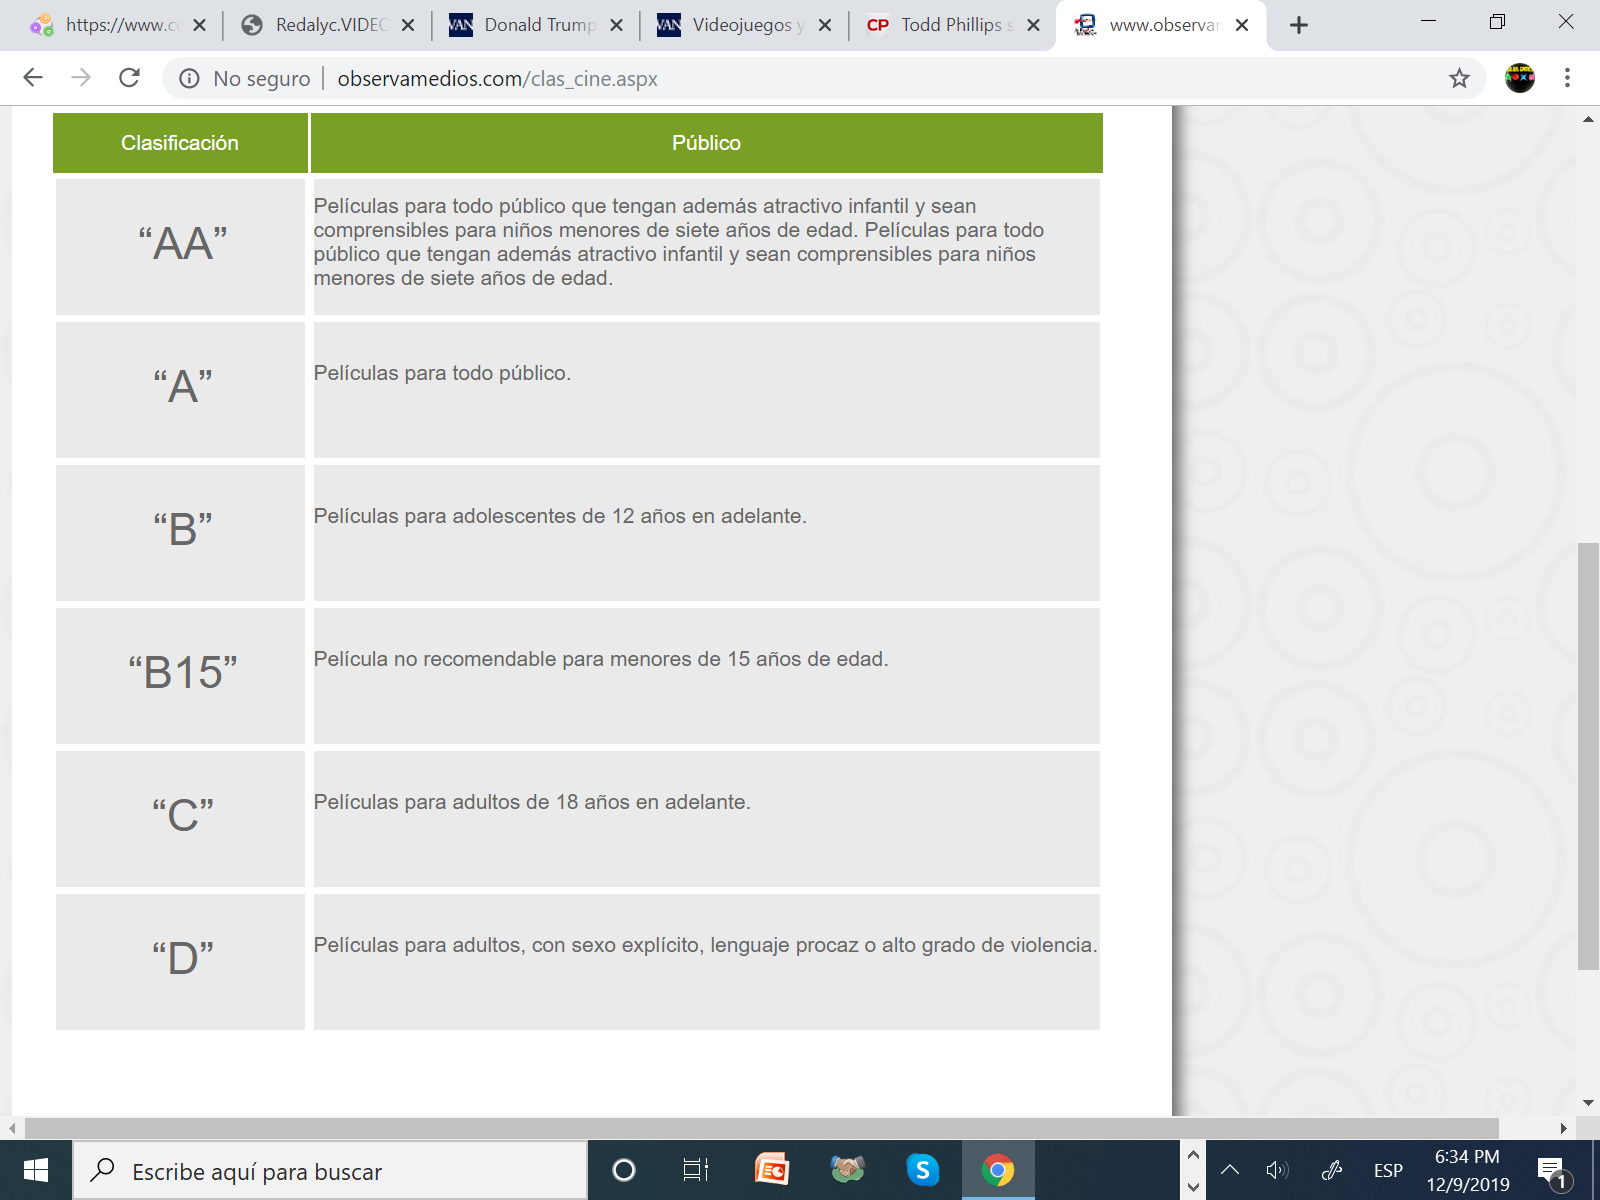 https://www.c
Redalyc.VIDEO
VAN
Donald Trump
VAN
Videojuegos y
CP
Todd Phillips s
www.observam
No seguro
observamedios.com/clas_cine.aspx
Clasificación
Público
“AA”
Películas para todo público que tengan además atractivo infantil y sean
comprensibles para niños menores de siete años de edad. Películas para todo
público que tengan además atractivo infantil y sean comprensibles para niños
menores de siete años de edad.
“A”
Películas para todo público.
“B”
Películas para adolescentes de 12 años en adelante.
“B15”
Película no recomendable para menores de 15 años de edad.
“C”
Películas para adultos de 18 años en adelante.
“D”
Películas para adultos, con sexo explícito, lenguaje procaz o alto grado de violencia.
Escribe aquí para buscar
ESP
6:34 PM
12/9/2019
1